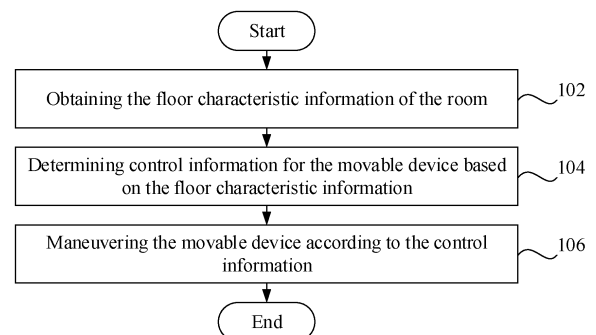 Start
Obtaining the floor characteristic information of the room
102
Determining control information for the movable device based
on the floor characteristic information
104
Maneuvering the movable device according to the control
information
106
End